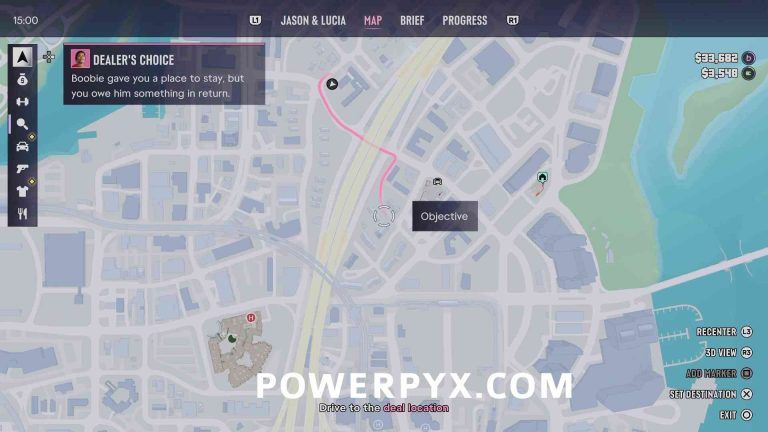 15:00
L1 JASON & LUCIA MAP BRIEF PROGRESS R1
DEALER'S CHOICE
Boobie gave you a place to stay, but
you owe him something in return.
$33,682
$3,548
Objective
H
RECENTER L3
3D VIEW R3
ADD MARKER
SET DESTINATION
EXIT
POWERPYX.COM
Drive to the deal location